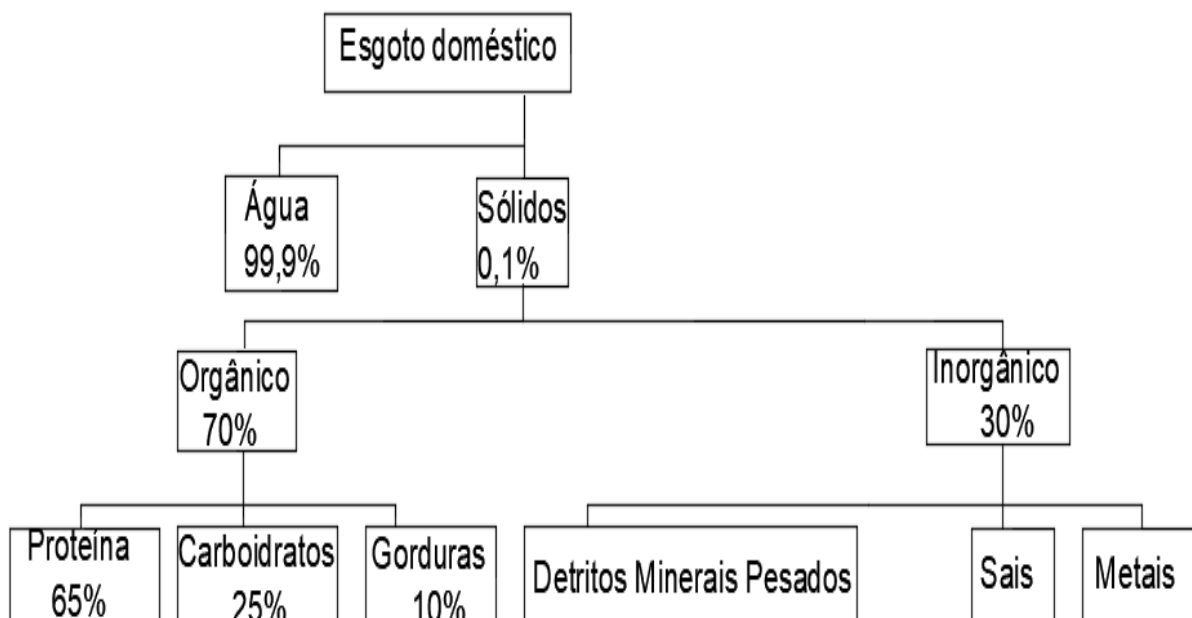 Esgoto doméstico
Água
99,9%
Sólidos
0,1%
Orgânico
70%
Inorgânico
30%
Proteína
65%
Carboidratos
25%
Gorduras
10%
Detritos Minerais Pesados
Sais
Metais